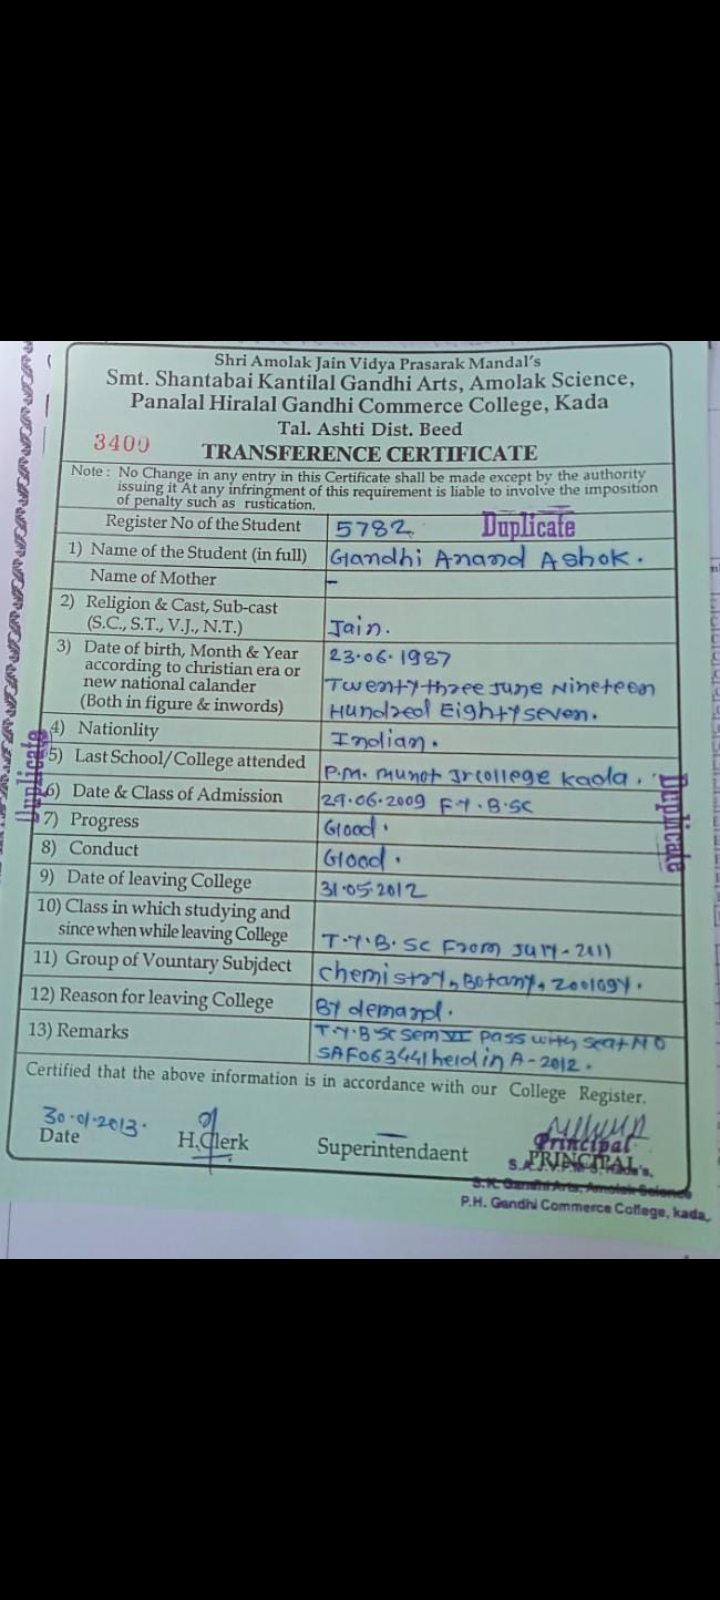 Shri Amolak Jain Vidya Prasarak Mandal's
Smt. Shantabai Kantilal Gandhi Arts, Amolak Science,
Panalal Hiralal Gandhi Commerce College, Kada
Tal. Ashti Dist. Beed
3400
TRANSFERENCE CERTIFICATE
Note : No Change in any entry in this Certificate shall be made except by the authority
issuing it At any infringment of this requirement is liable to involve the imposition
of penalty such as rustication.
Register No of the Student 5782 Duplicate
1) Name of the Student (in full) Gandhi Anand Ashok.
Name of Mother –
2) Religion & Cast, Sub-cast
(S.C., S.T., V.J., N.T.) Jain.
3) Date of birth, Month & Year 23.06.1987
according to christian era or
new national calander Twenty three June Nineteen
(Both in figure & inwords) Hundred Eighty seven.
4) Nationlity Indian.
Duplicate
5) Last School/College attended P.M. Munot Jr college Kada.
Duplicate
6) Date & Class of Admission 29.06.2009 F.Y.B.SC
7) Progress Good.
8) Conduct Good.
9) Date of leaving College 31.05.2012
10) Class in which studying and
since when while leaving College T.Y.B.SC From July-2011
11) Group of Vountary Subjdect Chemistry, Botany, Zoology.
12) Reason for leaving College By demand.
13) Remarks T.Y.B.SC Sem VI pass with seat NO
SAF063441 held in A-2012.
Certified that the above information is in accordance with our College Register.
30.01.2013.
Date H.Clerk Superintendaent Principal
PRINCIPAL
S.K. Gandhi Arts, Amolak Science
P.H. Gandhi Commerce College, kada,